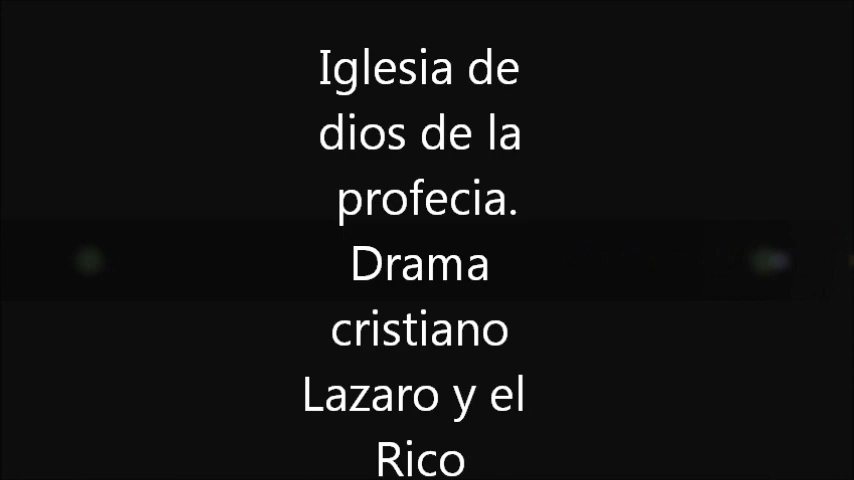 Iglesia de
dios de la
profecia.
Drama
cristiano
Lazaro y el
Rico